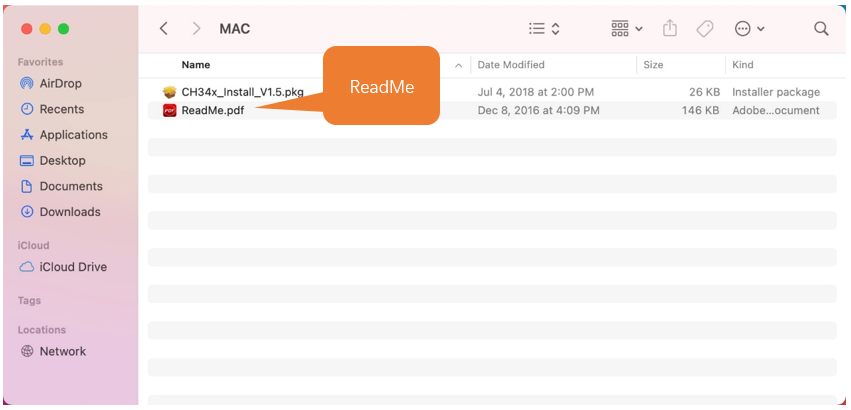 MAC
Favorites
AirDrop
Recents
Applications
Desktop
Documents
Downloads
iCloud
iCloud Drive
Tags
Locations
Network
Name Date Modified Size Kind
CH34x_Install_V1.5.pkg Jul 4, 2018 at 2:00 PM 26 KB Installer package
ReadMe.pdf Dec 8, 2016 at 4:09 PM 146 KB Adobe...ocument
ReadMe
PDF